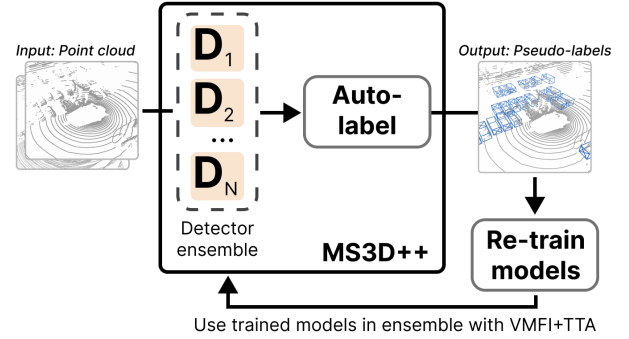 Input: Point cloud
Output: Pseudo-labels
D1
D2
...
DN
Auto-
label
Detector
ensemble
MS3D++
Re-train
models
Use trained models in ensemble with VMFI+TTA